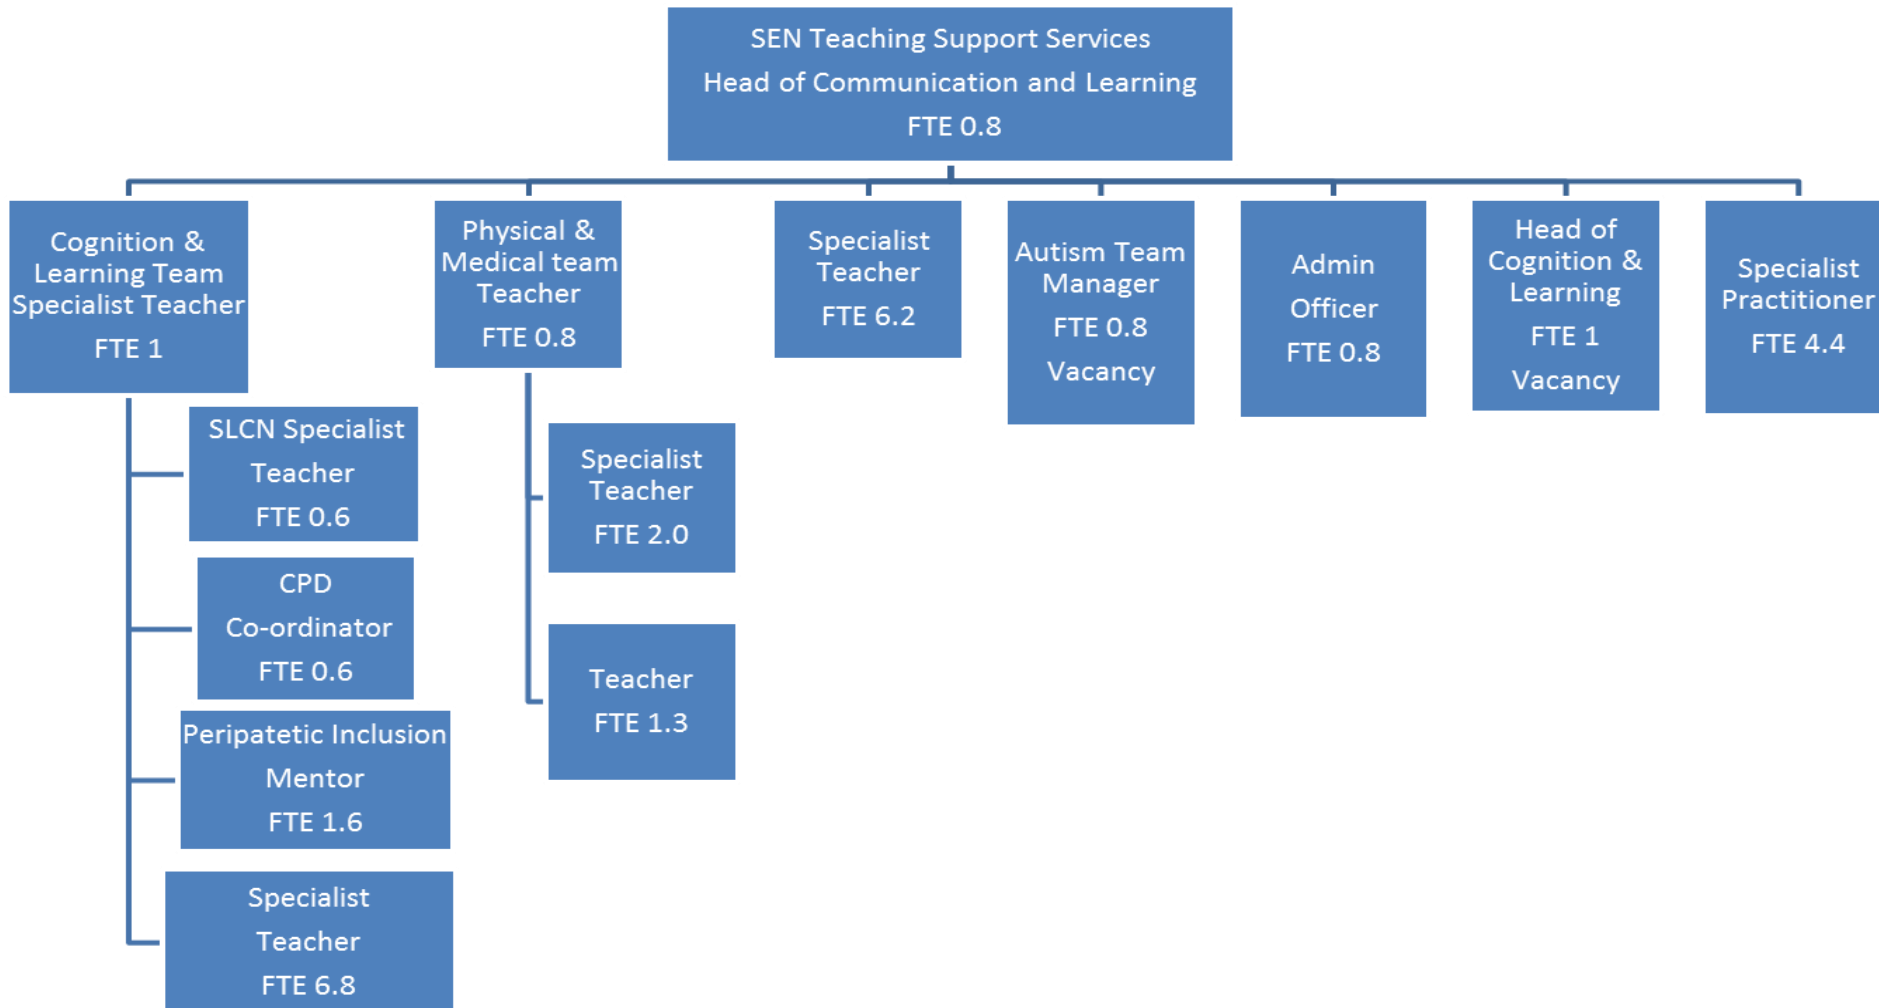 SEN Teaching Support Services
Head of Communication and Learning
FTE 0.8
Cognition &
Learning Team
Specialist Teacher
FTE 1
Physical &
Medical team
Teacher
FTE 0.8
Specialist
Teacher
FTE 6.2
Autism Team
Manager
FTE 0.8
Vacancy
Admin
Officer
FTE 0.8
Head of
Cognition &
Learning
FTE 1
Vacancy
Specialist
Practitioner
FTE 4.4
SLCN Specialist
Teacher
FTE 0.6
CPD
Co-ordinator
FTE 0.6
Peripatetic Inclusion
Mentor
FTE 1.6
Specialist
Teacher
FTE 6.8
Specialist
Teacher
FTE 2.0
Teacher
FTE 1.3